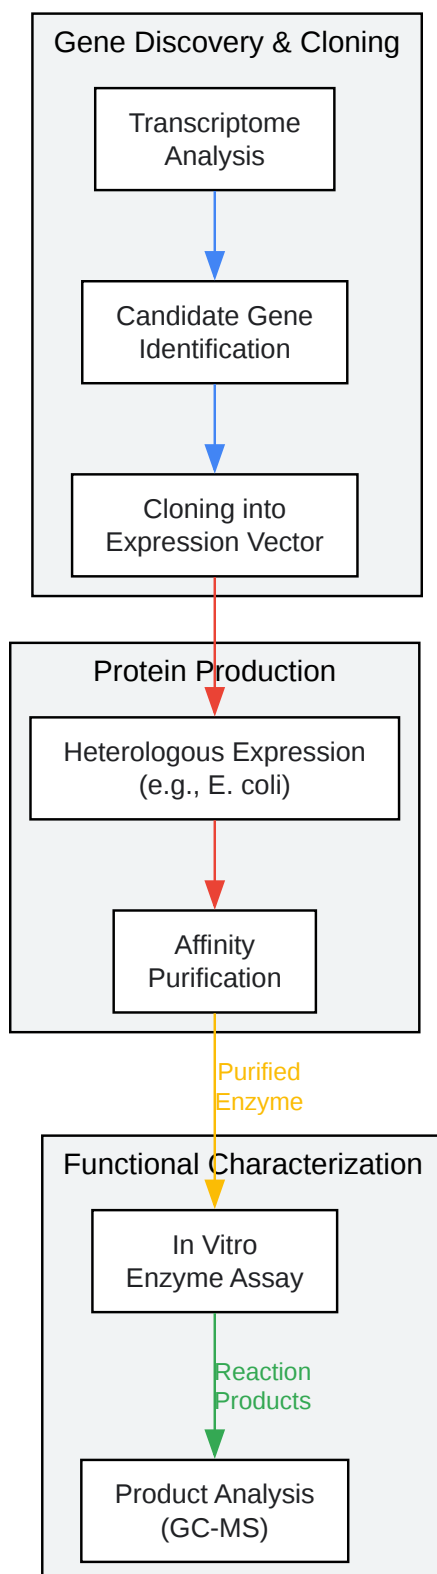 Gene Discovery & Cloning
Transcriptome
Analysis
Candidate Gene
Identification
Cloning into
Expression Vector
Protein Production
Heterologous Expression
(e.g., E. coli)
Affinity
Purification
Purified
Enzyme
Functional Characterization
In Vitro
Enzyme Assay
Reaction
Products
Product Analysis
(GC-MS)